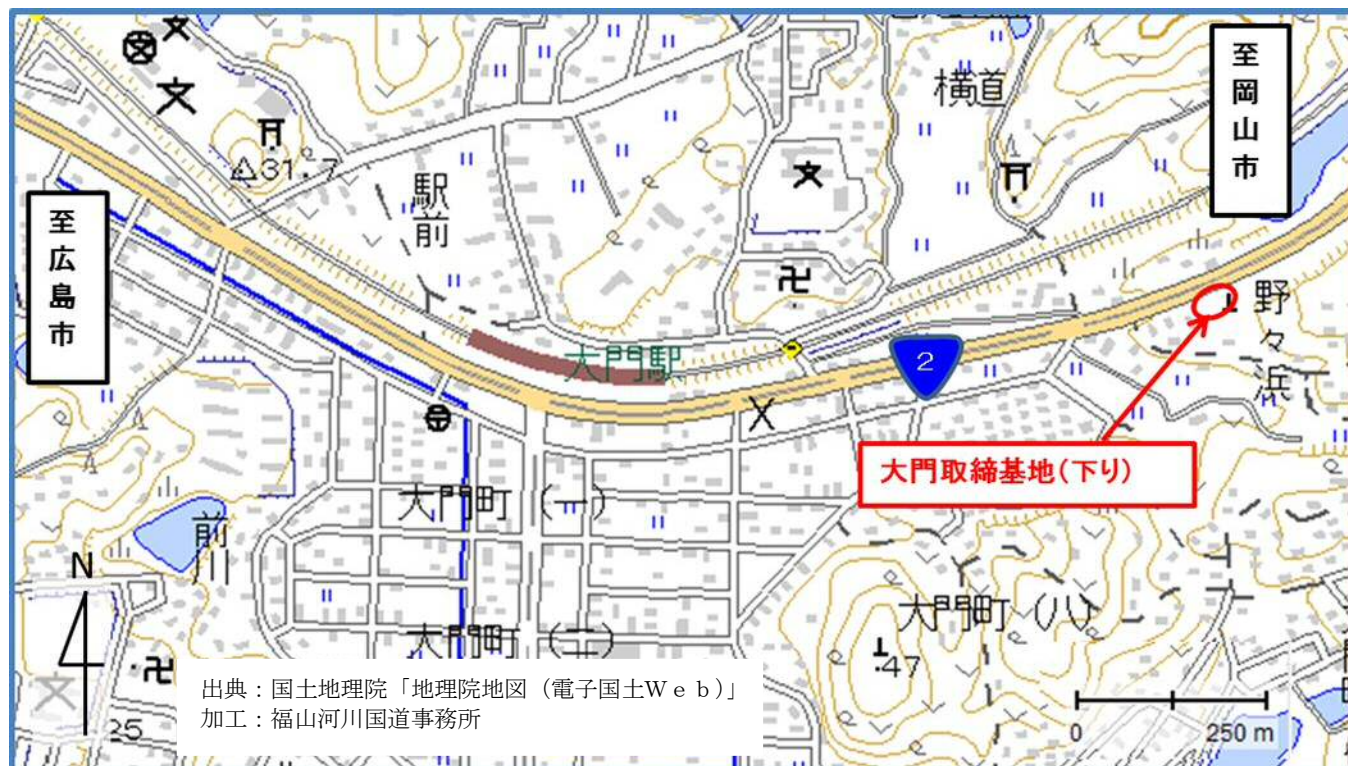 至岡山市
横道
31.7
駅前
至広島市
大門駅
2
野々浜
大門取締基地(下り)
大門町 (一)
前川
N
大門町 (八)
大門町 (三)
47
出典：国土地理院「地理院地図（電子国土Ｗｅｂ）」
加工：福山河川国道事務所
25
0
250 m